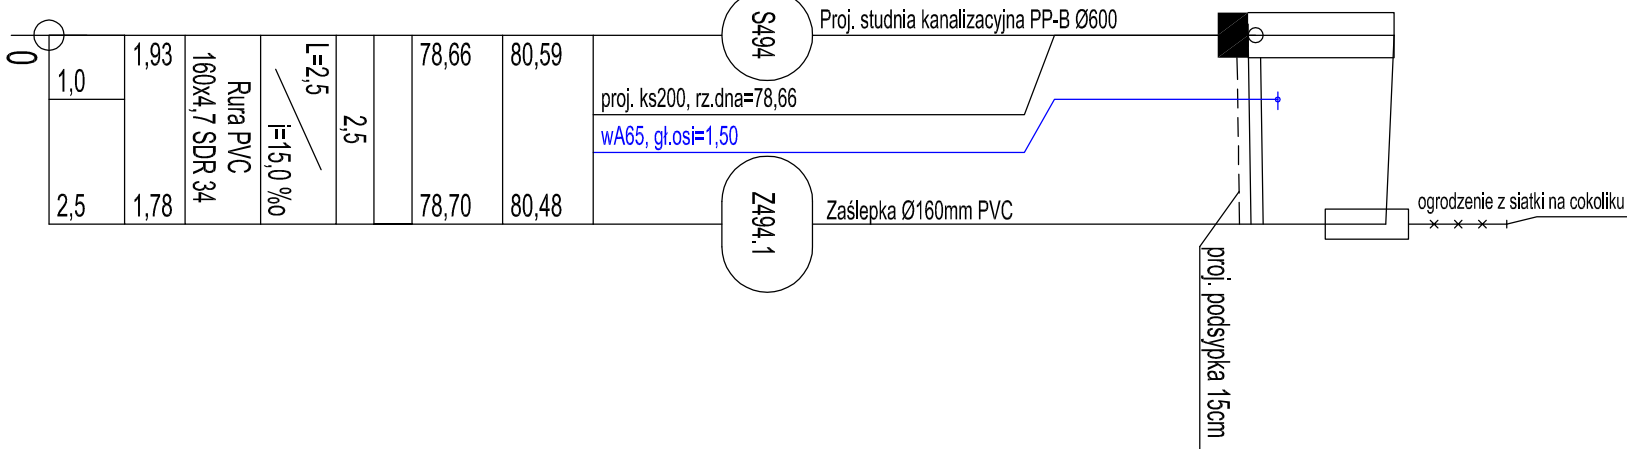 S494
Proj. studnia kanalizacyjna PP-B Ø600
0
1,0
1,93
Rura PVC
160x4,7 SDR 34
L=2,5
i=15,0 %o
2,5
78,66
80,59
proj. ks200, rz.dna=78,66
wA65, gł.osi=1,50
2,5
1,78
78,70
80,48
Z494.1
Zaślepka Ø160mm PVC
ogrodzenie z siatki na cokoliku
proj. podsypka 15cm